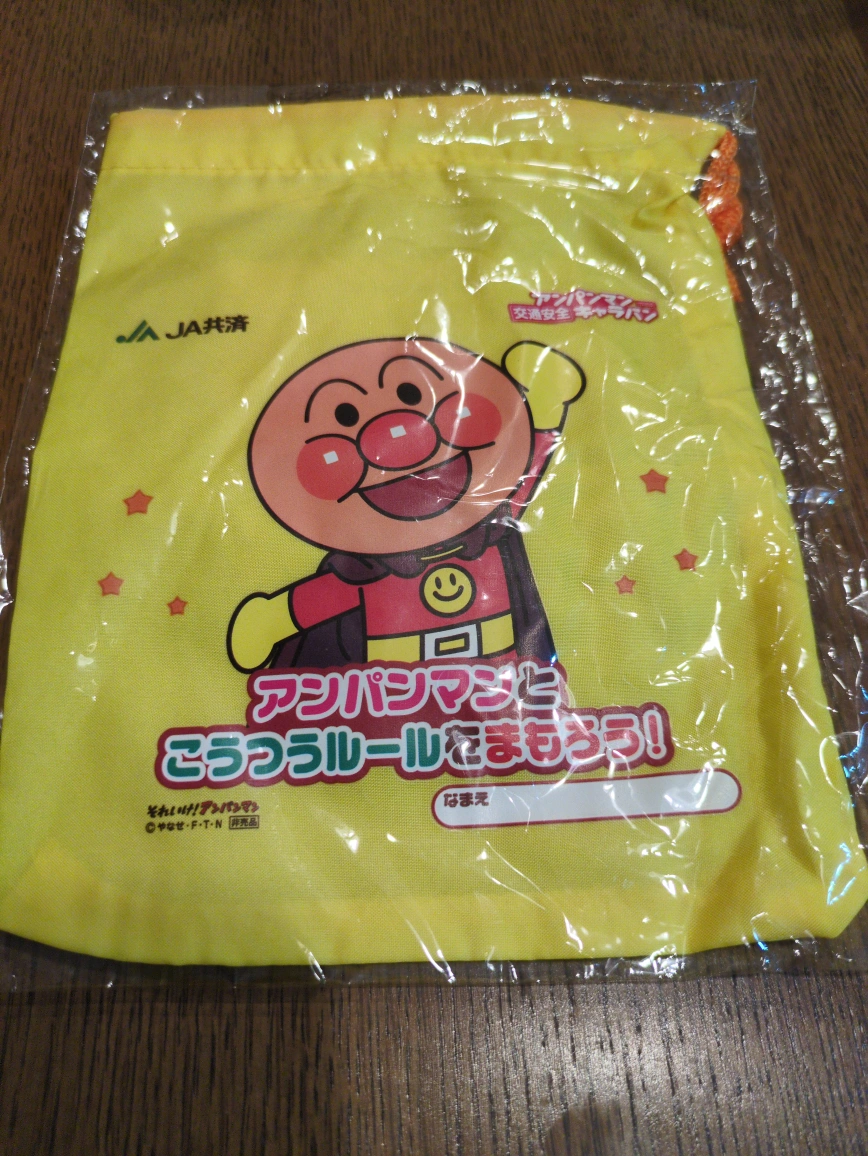 JA共済
アンパンマン
交通安全 キャラバン
アンパンマンと
こうつうルールをまもろう!
なまえ
それいけ!アンパンマン
©やなせ・F・T・N 非売品